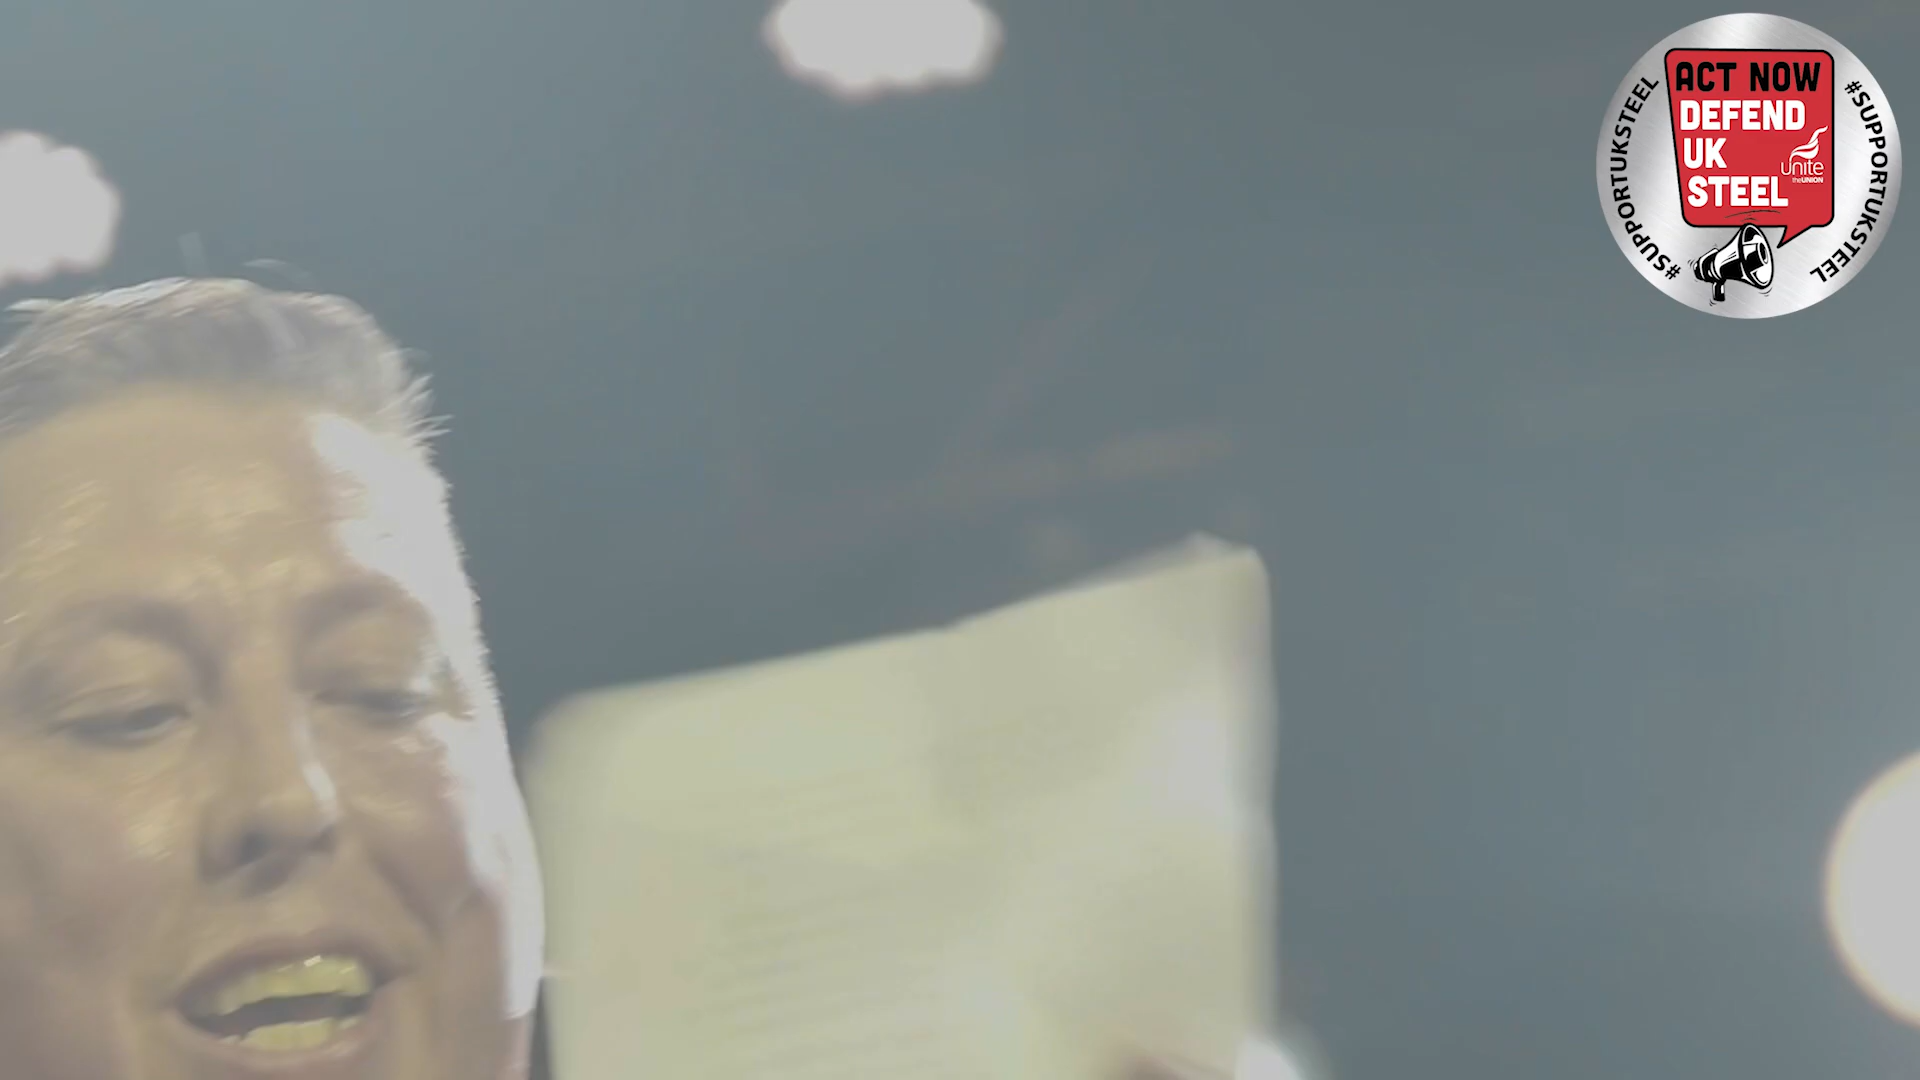 ACT NOW
DEFEND
UK
STEEL
unite
the UNION
#SUPPORTUKSTEEL
#SUPPORTUKSTEEL